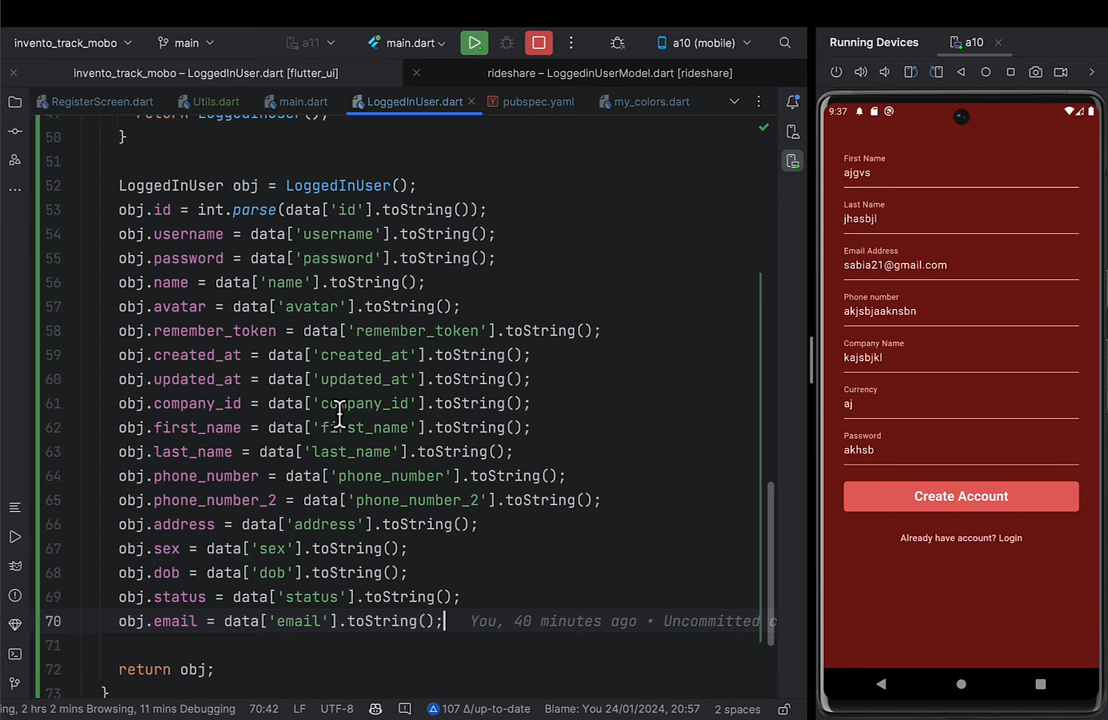 invento_track_mobo
main
a11
main.dart
a10 (mobile)
Running Devices
a10
invento_track_mobo – LoggedInUser.dart [flutter_ui]
rideshare – LoggedinUserModel.dart [rideshare]
RegisterScreen.dart
Utils.dart
main.dart
LoggedInUser.dart
pubspec.yaml
my_colors.dart
return LoggedInUser();
50 }
51
52 LoggedInUser obj = LoggedInUser();
53 obj.id = int.parse(data['id'].toString());
54 obj.username = data['username'].toString();
55 obj.password = data['password'].toString();
56 obj.name = data['name'].toString();
57 obj.avatar = data['avatar'].toString();
58 obj.remember_token = data['remember_token'].toString();
59 obj.created_at = data['created_at'].toString();
60 obj.updated_at = data['updated_at'].toString();
61 obj.company_id = data['company_id'].toString();
62 obj.first_name = data['first_name'].toString();
63 obj.last_name = data['last_name'].toString();
64 obj.phone_number = data['phone_number'].toString();
65 obj.phone_number_2 = data['phone_number_2'].toString();
66 obj.address = data['address'].toString();
67 obj.sex = data['sex'].toString();
68 obj.dob = data['dob'].toString();
69 obj.status = data['status'].toString();
70 obj.email = data['email'].toString(); You, 40 minutes ago • Uncommitted c
71
72 return obj;
73 }
ng, 2 hrs 2 mins Browsing, 11 mins Debugging
70:42
LF
UTF-8
107 Δ/up-to-date
Blame: You 24/01/2024, 20:57
2 spaces
9:37
First Name
ajgvs
Last Name
jhasbjl
Email Address
sabia21@gmail.com
Phone number
akjsbjaaknsbn
Company Name
kajsbjkl
Currency
aj
Password
akhsb
Create Account
Already have account? Login